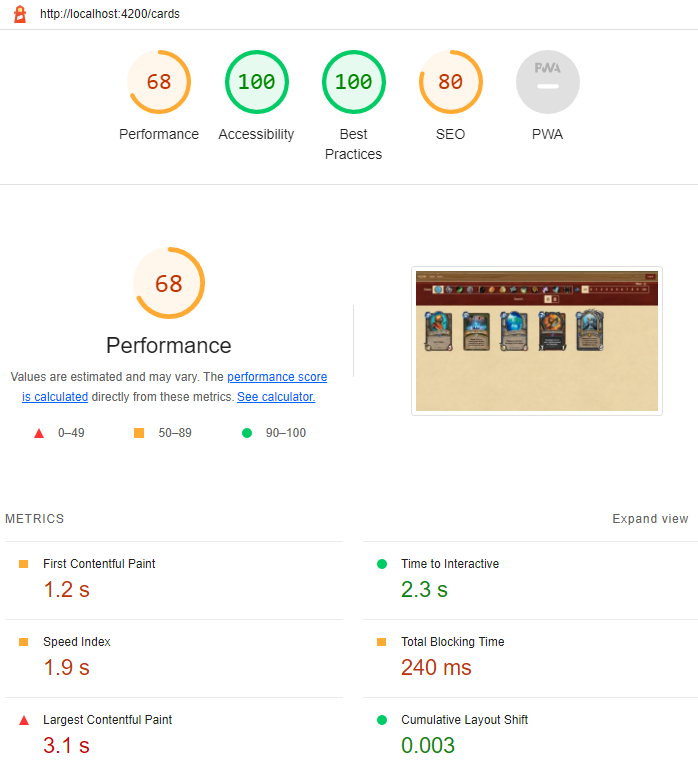 http://localhost:4200/cards
68
100
100
80
PWA
Performance
Accessibility
Best
Practices
SEO
PWA
68
Performance
Values are estimated and may vary. The performance score
is calculated directly from these metrics. See calculator.
0–49
50–89
90–100
METRICS
Expand view
First Contentful Paint
1.2 s
Time to Interactive
2.3 s
Speed Index
1.9 s
Total Blocking Time
240 ms
Largest Contentful Paint
3.1 s
Cumulative Layout Shift
0.003